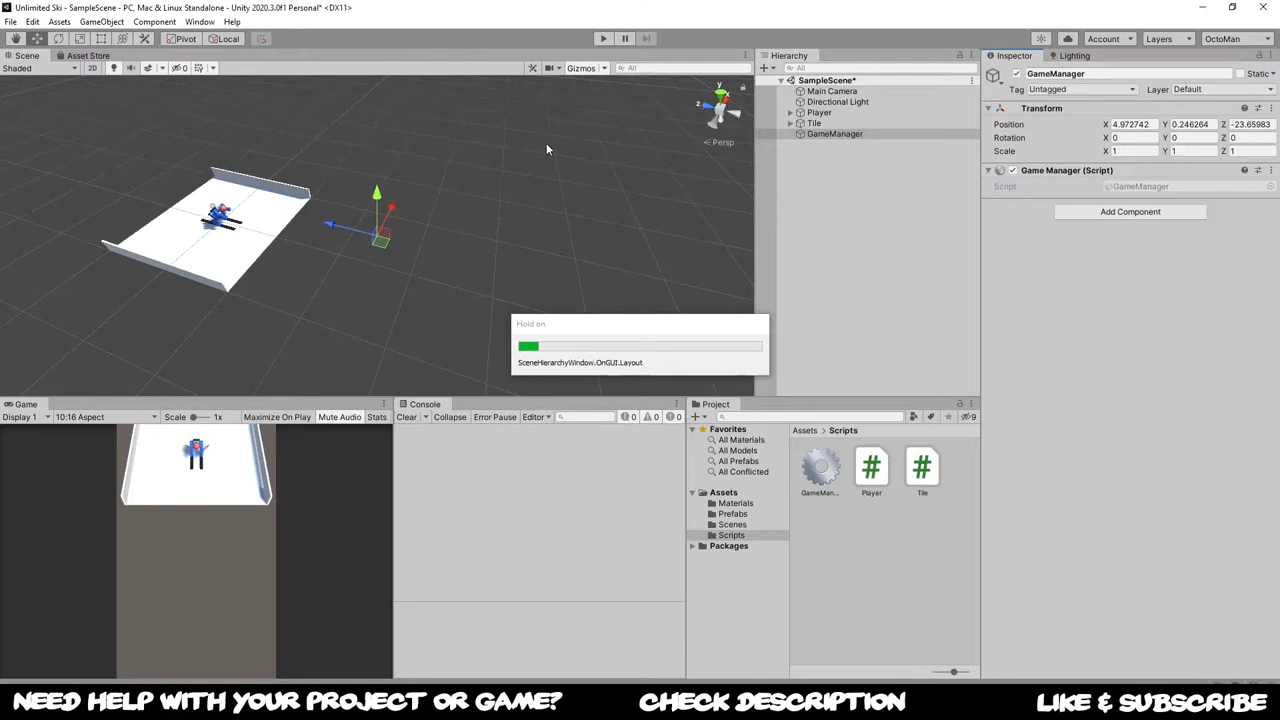 Unlimited Ski - SampleScene - PC, Mac & Linux Standalone - Unity 2020.3.0f1 Personal* <DX11>
File Edit Assets GameObject Component Window Help
Pivot Local Account Layers OctoMan
Scene Asset Store
Shaded 2D 0 Gizmos All
y
x
z
Persp
Hierarchy
All
SampleScene*
Main Camera
Directional Light
Player
Tile
GameManager
Inspector Lighting
GameManager Static
Tag Untagged Layer Default
Transform
Position X 4.972742 Y 0.246264 Z -23.65983
Rotation X 0 Y 0 Z 0
Scale X 1 Y 1 Z 1
Game Manager (Script)
Script GameManager
Add Component
Hold on
SceneHierarchyWindow.OnGUI.Layout
Game
Display 1 10:16 Aspect Scale 1x Maximize On Play Mute Audio Stats
Console
Clear Collapse Error Pause Editor 0 0 0
Project
9
Favorites
All Materials
All Models
All Prefabs
All Conflicted
Assets
Materials
Prefabs
Scenes
Scripts
Packages
Assets Scripts
GameMan... Player Tile
NEED HELP WITH YOUR PROJECT OR GAME? CHECK DESCRIPTION LIKE & SUBSCRIBE